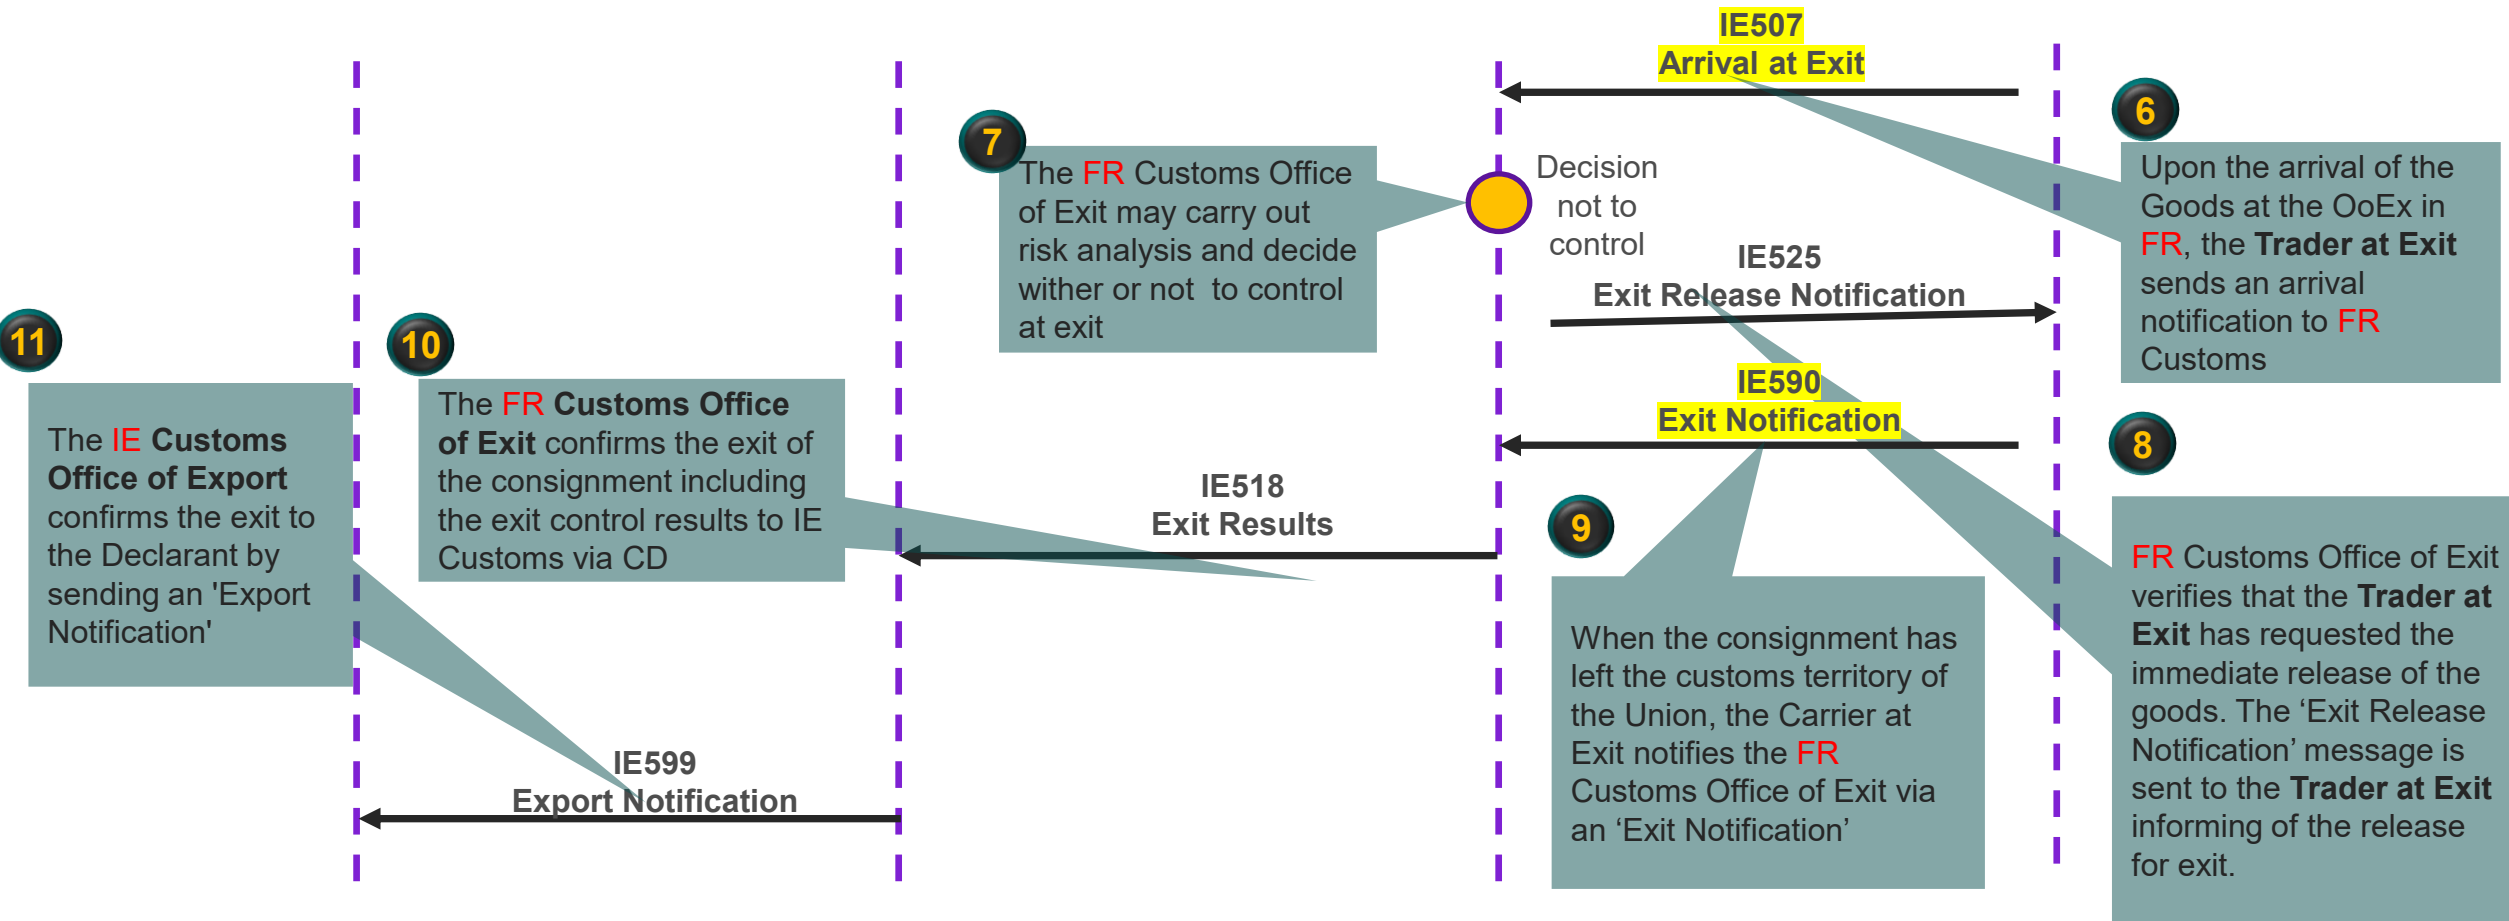 IE507
Arrival at Exit
6
Upon the arrival of the
Goods at the OoEx in
FR, the Trader at Exit
sends an arrival
notification to FR
Customs
7
The FR Customs Office
of Exit may carry out
risk analysis and decide
wither or not  to control
at exit
Decision
not to
control
IE525
Exit Release Notification
8
FR Customs Office of Exit
verifies that the Trader at
Exit has requested the
immediate release of the
goods. The ‘Exit Release
Notification’ message is
sent to the Trader at Exit
informing of the release
for exit.
IE590
Exit Notification
9
When the consignment has
left the customs territory of
the Union, the Carrier at
Exit notifies the FR
Customs Office of Exit via
an ‘Exit Notification’
10
The FR Customs Office
of Exit confirms the exit of
the consignment including
the exit control results to IE
Customs via CD
IE518
Exit Results
11
The IE Customs
Office of Export
confirms the exit to
the Declarant by
sending an 'Export
Notification'
IE599
Export Notification